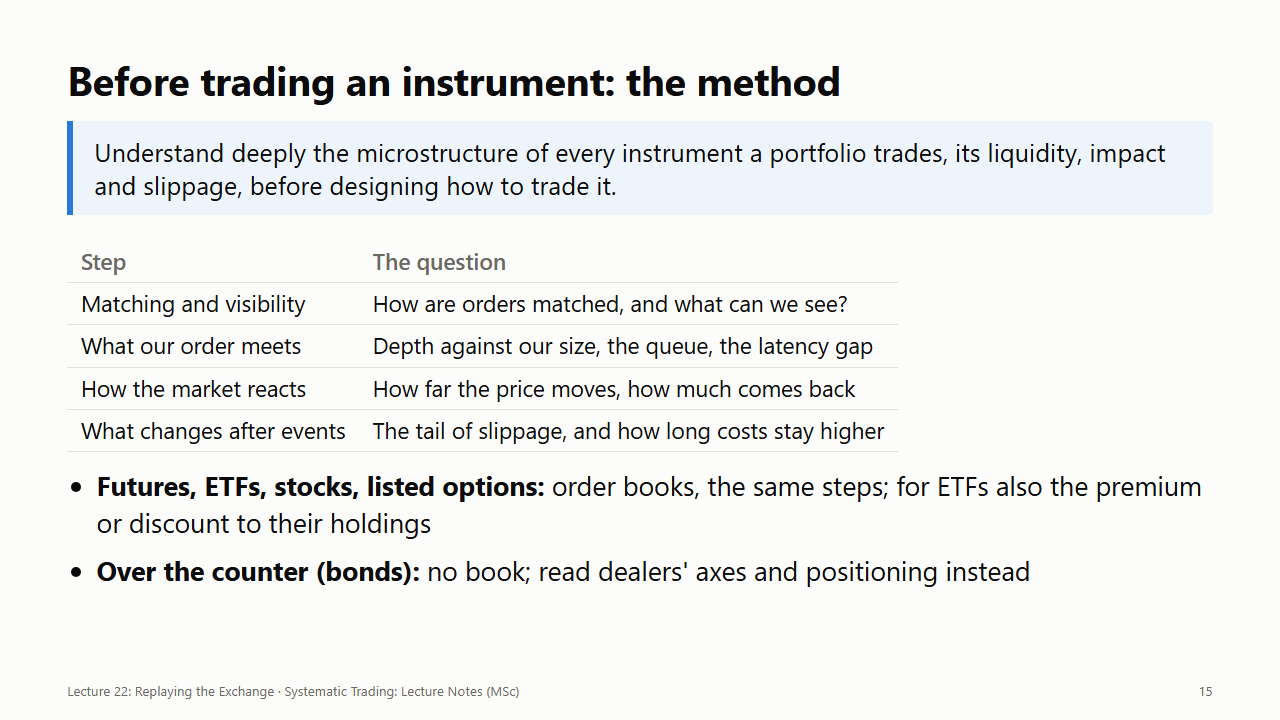 Before trading an instrument: the method
Understand deeply the microstructure of every instrument a portfolio trades, its liquidity, impact
and slippage, before designing how to trade it.
Step The question
Matching and visibility How are orders matched, and what can we see?
What our order meets Depth against our size, the queue, the latency gap
How the market reacts How far the price moves, how much comes back
What changes after events The tail of slippage, and how long costs stay higher
• Futures, ETFs, stocks, listed options: order books, the same steps; for ETFs also the premium
or discount to their holdings
• Over the counter (bonds): no book; read dealers' axes and positioning instead
Lecture 22: Replaying the Exchange · Systematic Trading: Lecture Notes (MSc) 15